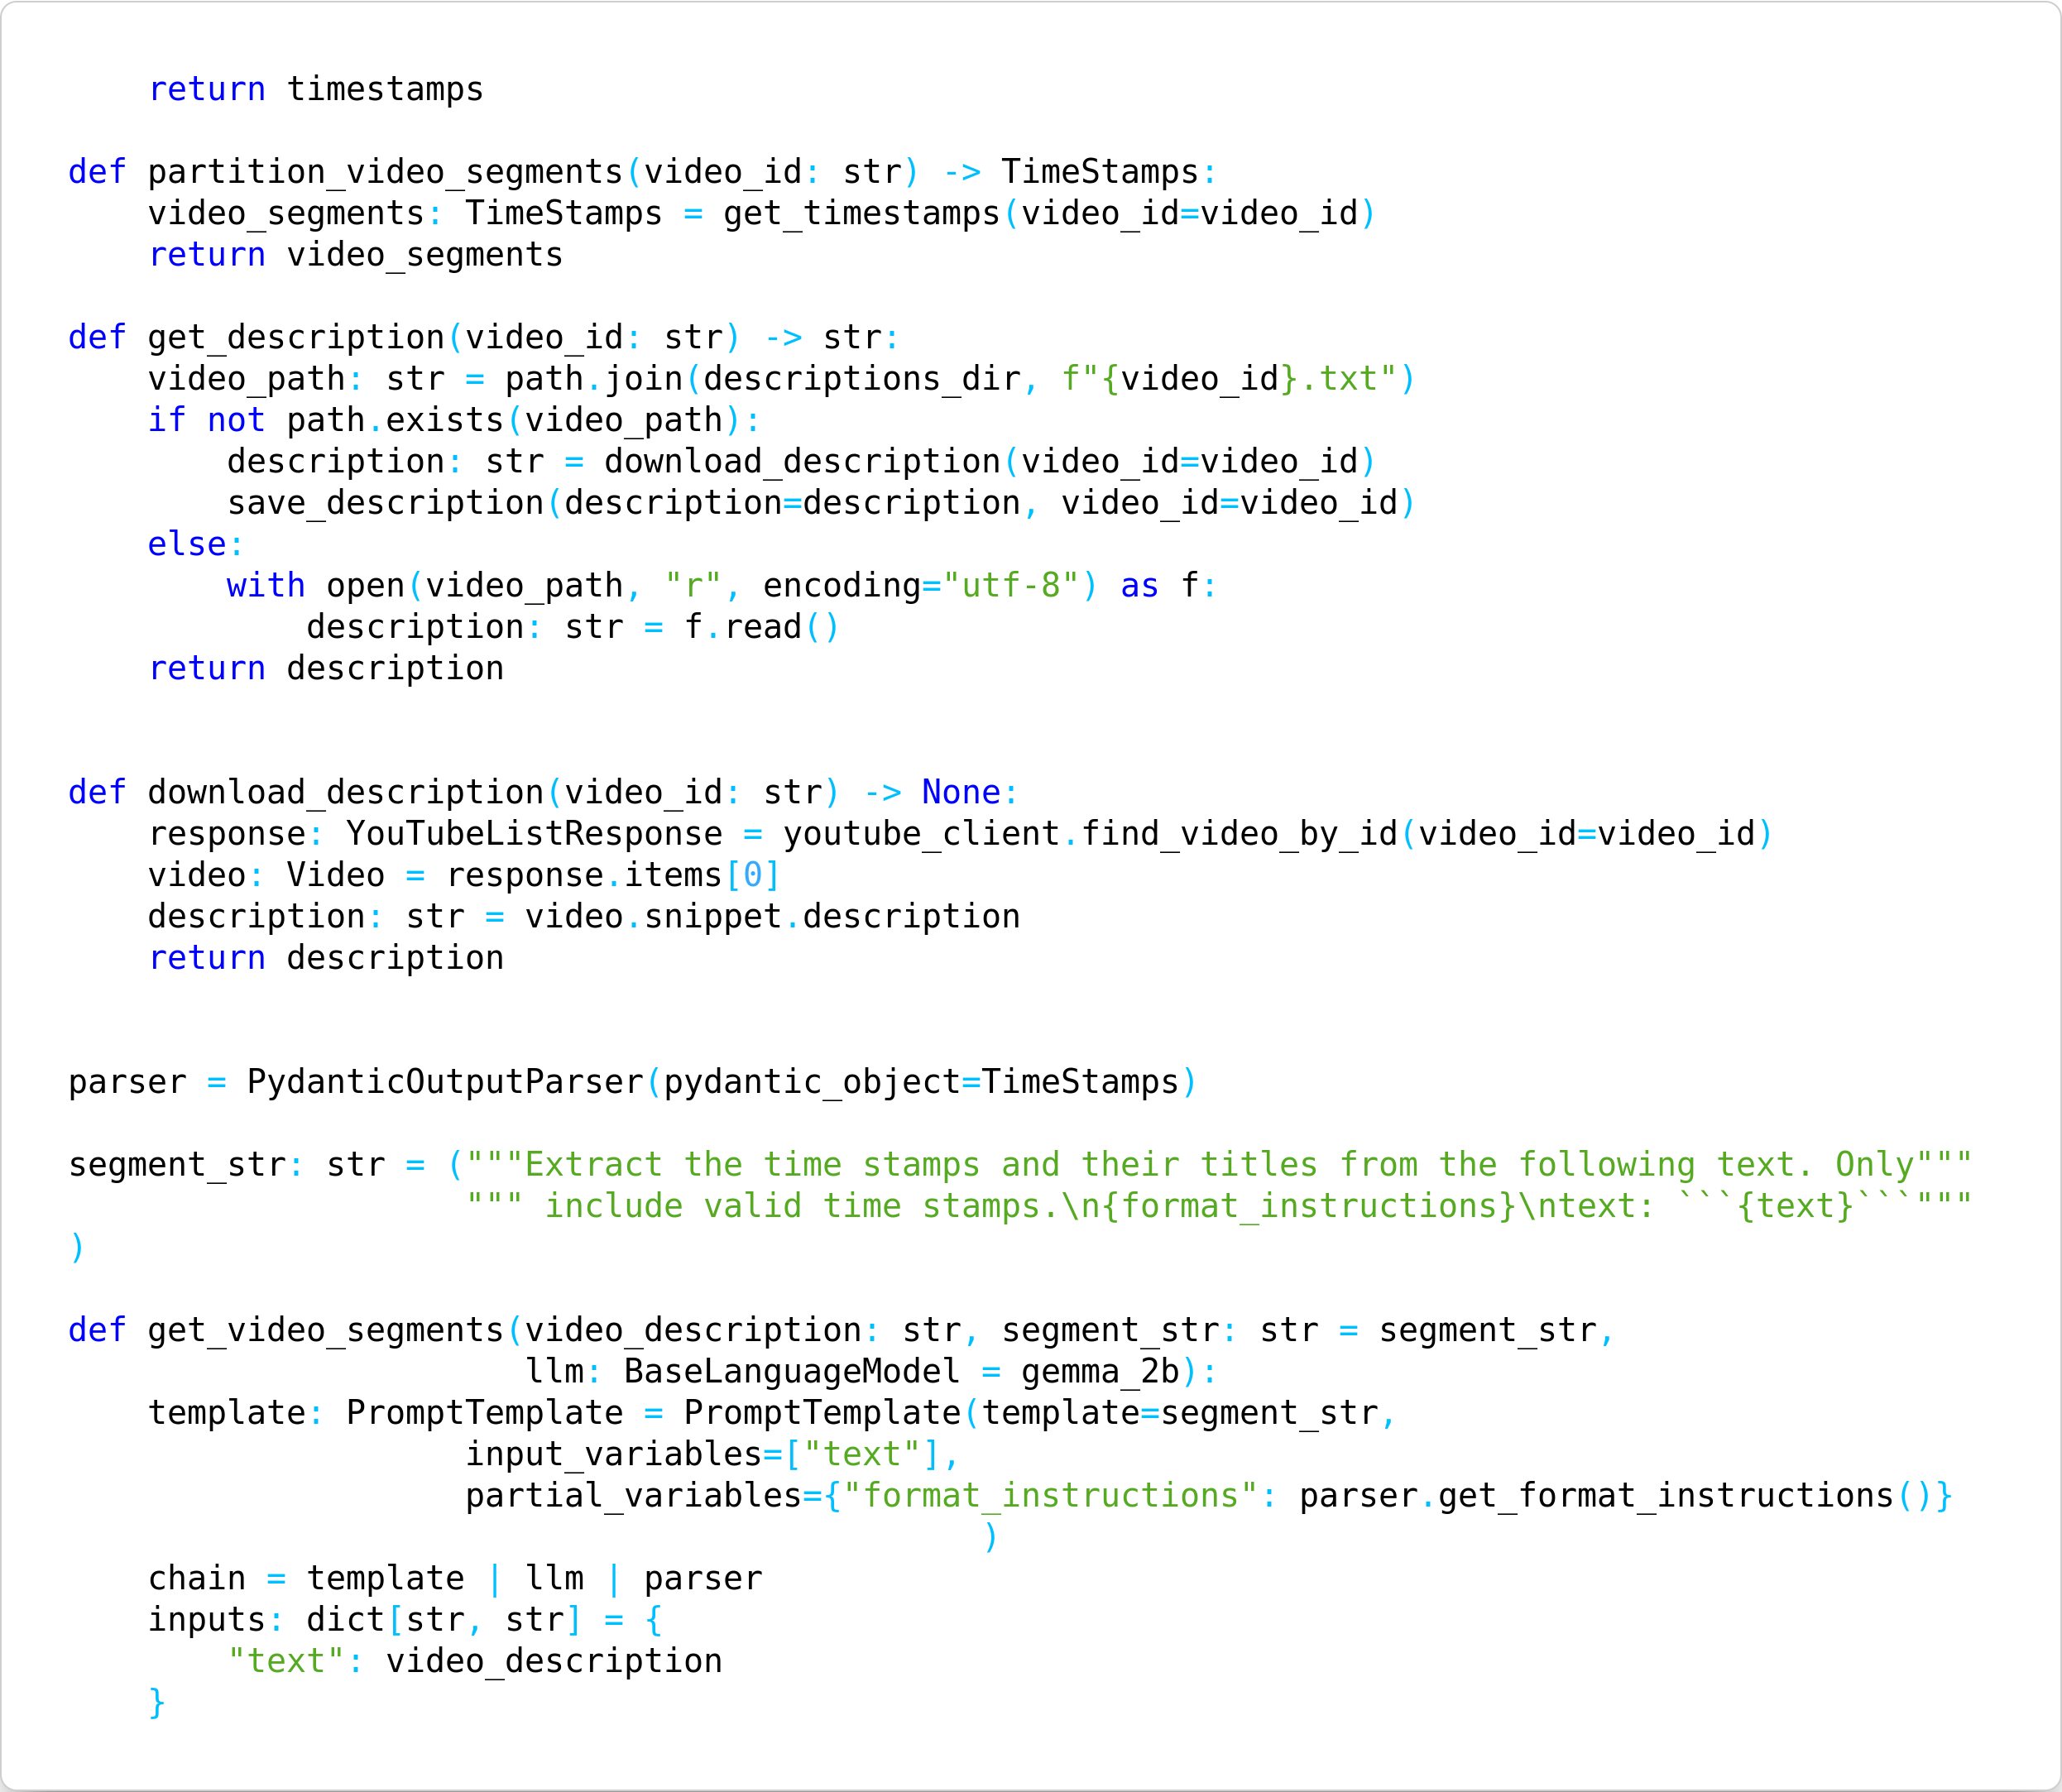 return timestamps

def partition_video_segments(video_id: str) -> TimeStamps:
    video_segments: TimeStamps = get_timestamps(video_id=video_id)
    return video_segments

def get_description(video_id: str) -> str:
    video_path: str = path.join(descriptions_dir, f"{video_id}.txt")
    if not path.exists(video_path):
        description: str = download_description(video_id=video_id)
        save_description(description=description, video_id=video_id)
    else:
        with open(video_path, "r", encoding="utf-8") as f:
            description: str = f.read()
    return description


def download_description(video_id: str) -> None:
    response: YouTubeListResponse = youtube_client.find_video_by_id(video_id=video_id)
    video: Video = response.items[0]
    description: str = video.snippet.description
    return description


parser = PydanticOutputParser(pydantic_object=TimeStamps)

segment_str: str = ("""Extract the time stamps and their titles from the following text. Only"""
                    """ include valid time stamps.\n{format_instructions}\ntext: ```{text}```"""
)

def get_video_segments(video_description: str, segment_str: str = segment_str,
                       llm: BaseLanguageModel = gemma_2b):
    template: PromptTemplate = PromptTemplate(template=segment_str,
                    input_variables=["text"],
                    partial_variables={"format_instructions": parser.get_format_instructions()}
                                              )
    chain = template | llm | parser
    inputs: dict[str, str] = {
        "text": video_description
    }